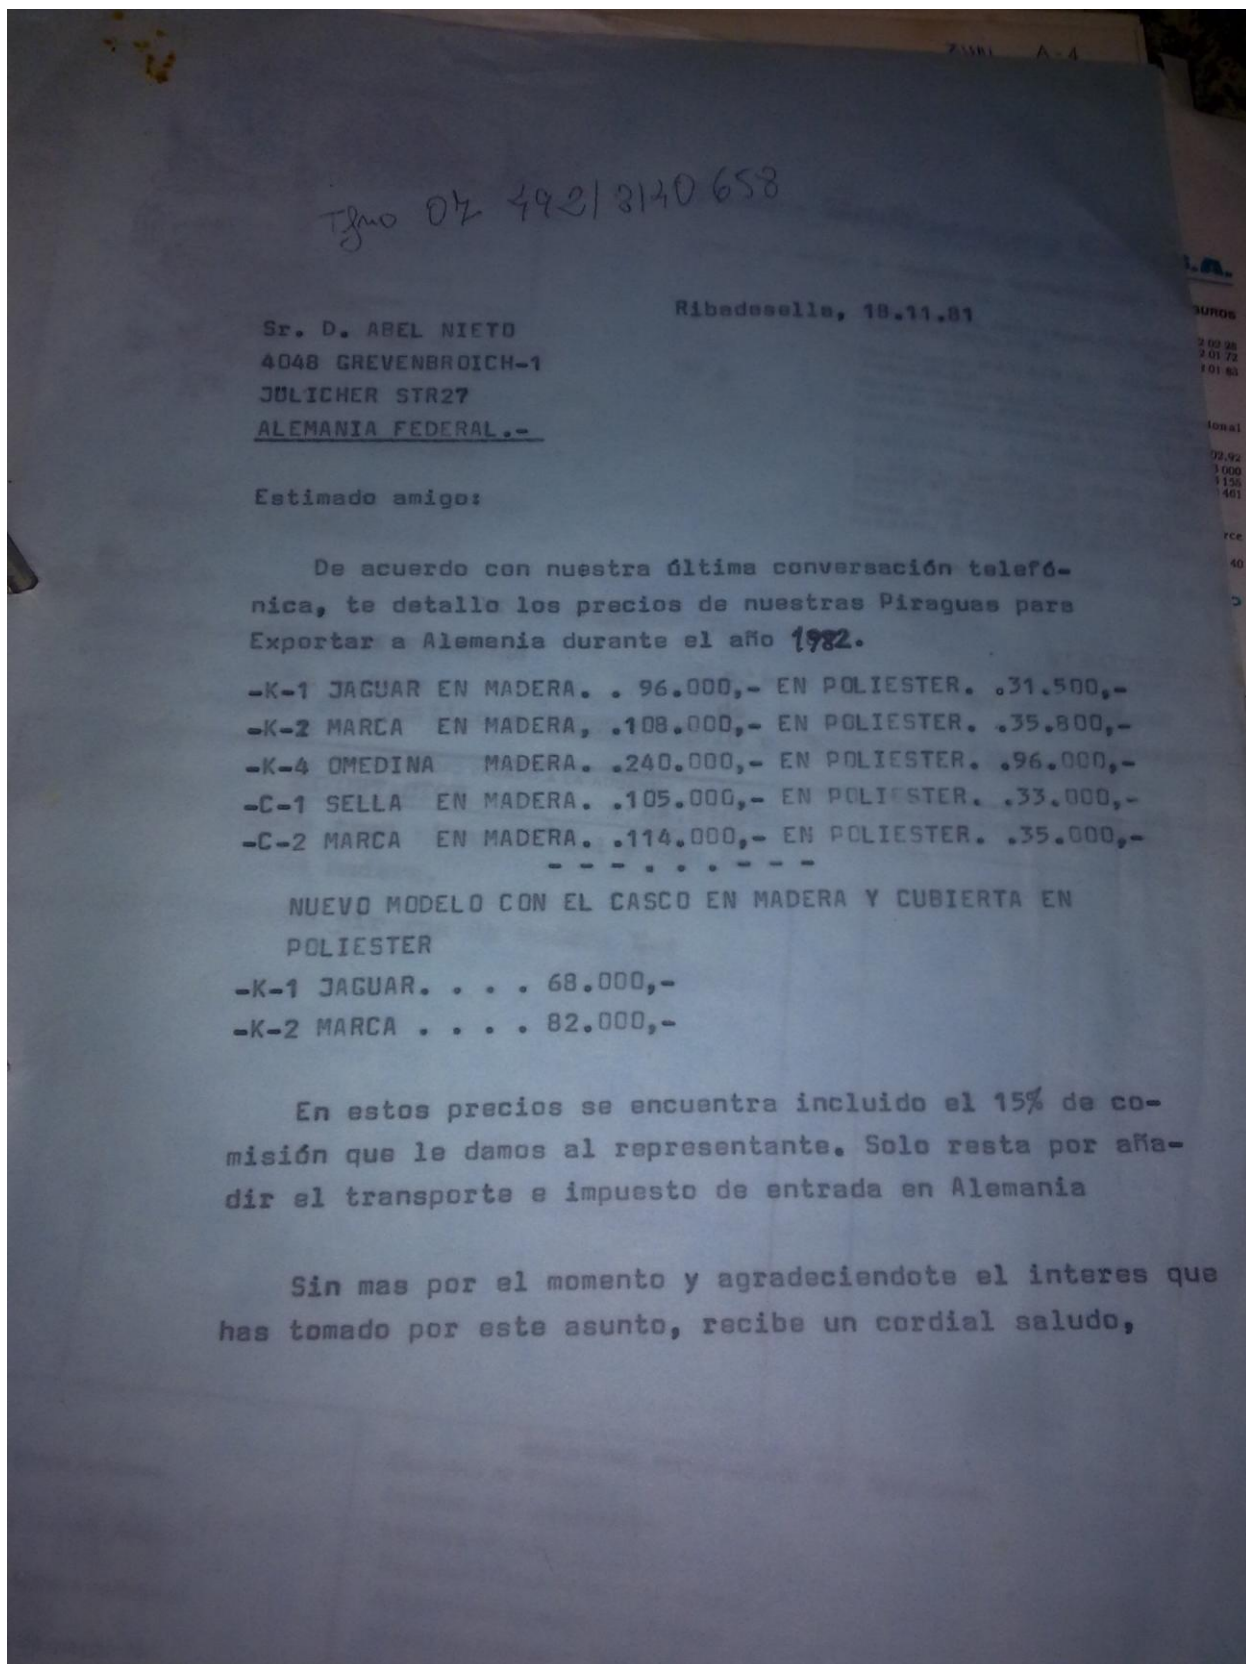 ZUBI A-4
Tfno 07 492/3140 658
Ribadesella, 18.11.81
Sr. D. ABEL NIETO
4048 GREVENBROICH-1
JÜLICHER STR27
ALEMANIA FEDERAL.-
Estimado amigo:
De acuerdo con nuestra última conversación telefó-
nica, te detallo los precios de nuestras Piraguas para
Exportar a Alemania durante el año 1982.
-K-1 JAGUAR EN MADERA. . 96.000,- EN POLIESTER. .31.500,-
-K-2 MARCA EN MADERA, .108.000,- EN POLIESTER. .35.800,-
-K-4 OMEDINA MADERA. .240.000,- EN POLIESTER. .96.000,-
-C-1 SELLA EN MADERA. .105.000,- EN POLIESTER. .33.000,-
-C-2 MARCA EN MADERA. .114.000,- EN POLIESTER. .35.000,-
- - - . . . - - -
NUEVO MODELO CON EL CASCO EN MADERA Y CUBIERTA EN
POLIESTER
-K-1 JAGUAR. . . . 68.000,-
-K-2 MARCA . . . . 82.000,-
En estos precios se encuentra incluido el 15% de co-
misión que le damos al representante. Solo resta por aña-
dir el transporte e impuesto de entrada en Alemania
Sin mas por el momento y agradeciendote el interes que
has tomado por este asunto, recibe un cordial saludo,